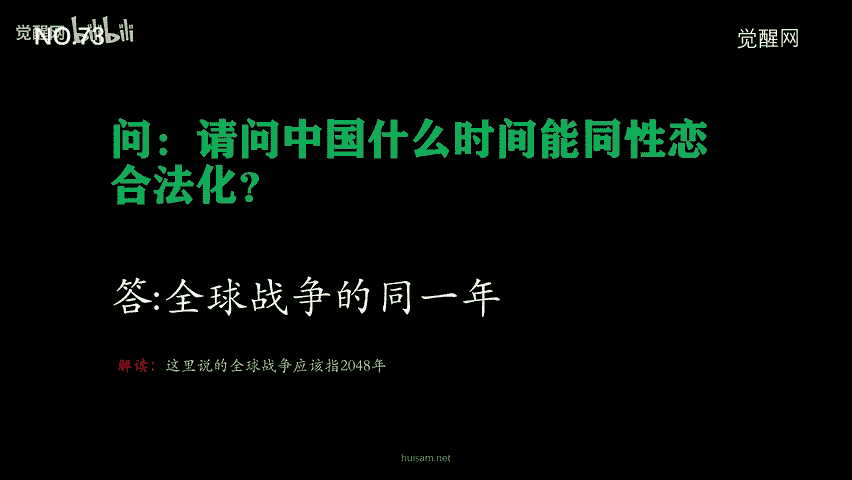 觉醒网
NO.73
bilibili
觉醒网
问：请问中国什么时间能同性恋
合法化?
答:全球战争的同一年
解读：这里说的全球战争应该指2048年
huisam.net